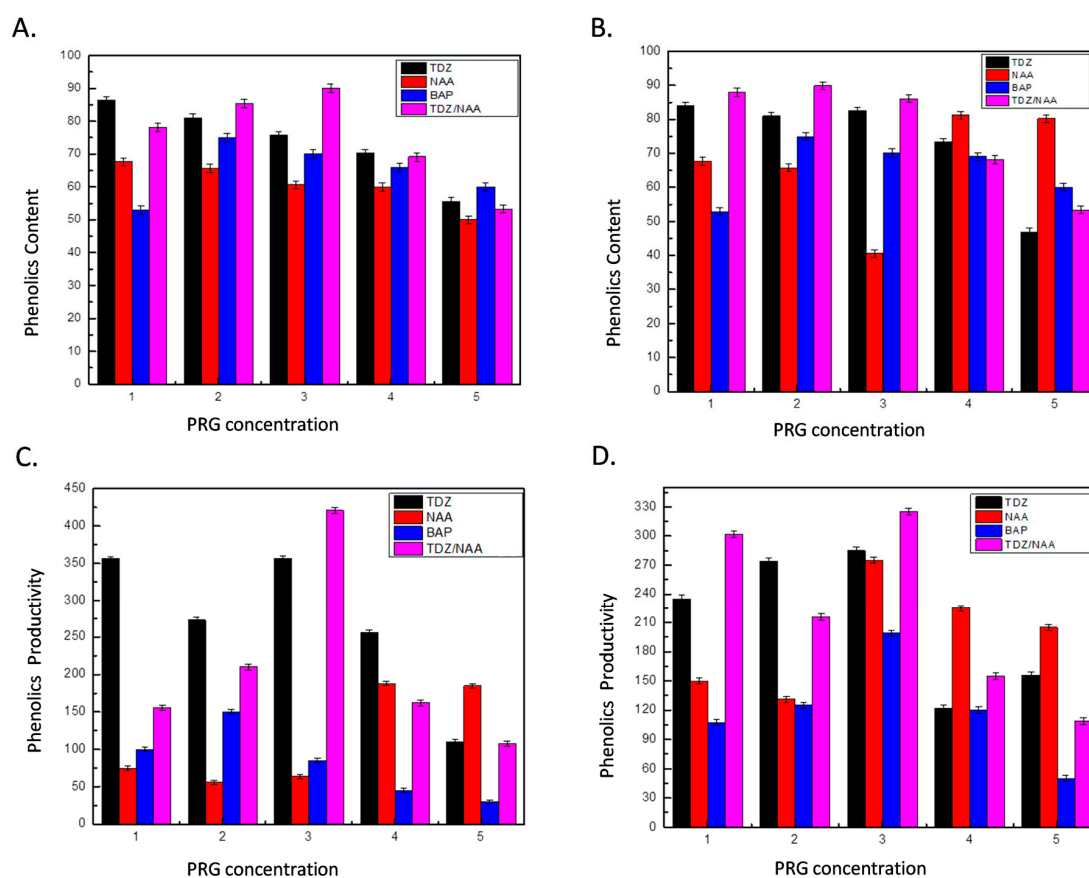 A.
100
90
80
70
60
50
40
30
20
10
0
Phenolics Content
TDZ
NAA
BAP
TDZ/NAA
1 2 3 4 5
PRG concentration
B.
100
90
80
70
60
50
40
30
20
10
0
Phenolics Content
TDZ
NAA
BAP
TDZ/NAA
1 2 3 4 5
PRG concentration
C.
450
400
350
300
250
200
150
100
50
0
Phenolics Productivity
TDZ
NAA
BAP
TDZ/NAA
1 2 3 4 5
PRG concentration
D.
330
300
270
240
210
180
150
120
90
60
30
0
Phenolics Productivity
TDZ
NAA
BAP
TDZ/NAA
1 2 3 4 5
PRG concentration